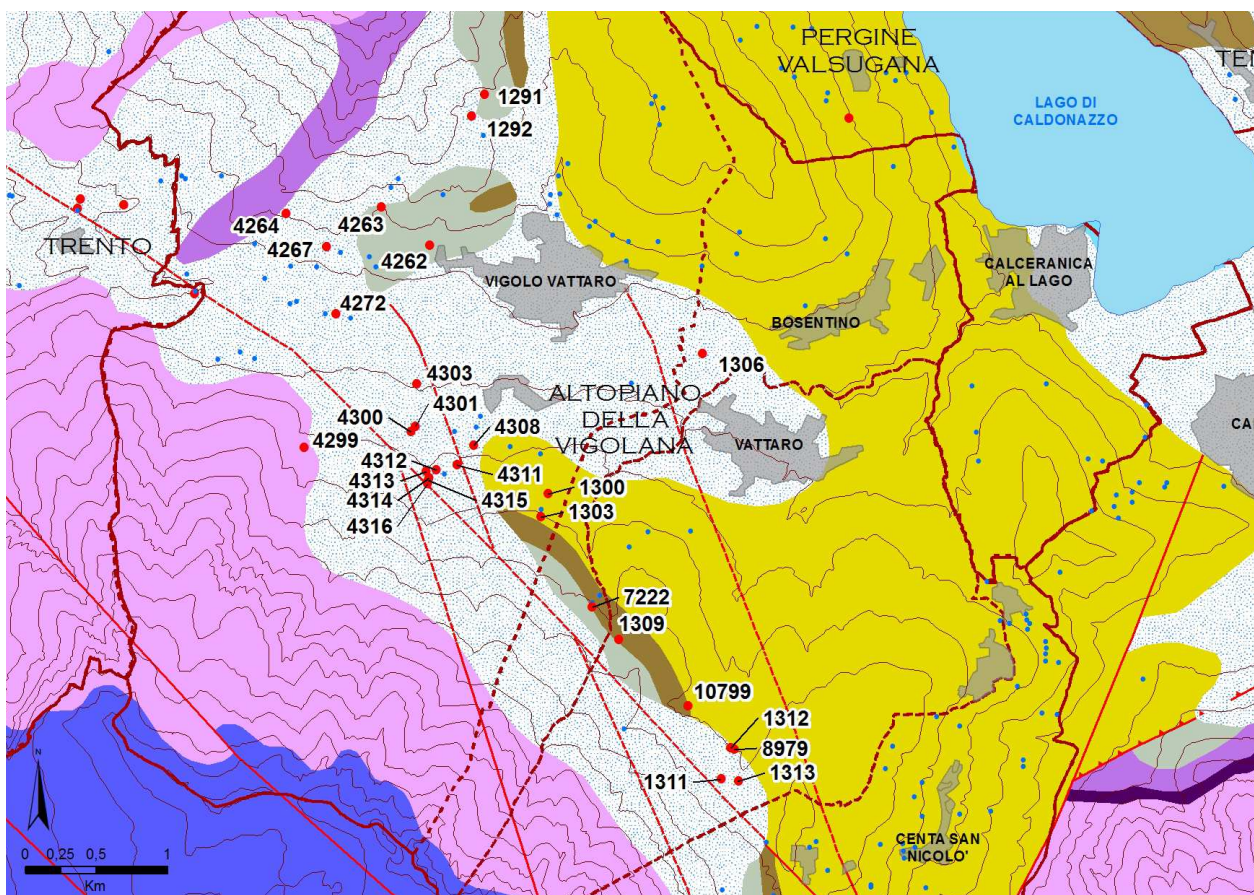 PERGINE
VALSUGANA
TEN
LAGO DI
CALDONAZZO
1291
1292
4264
4263
4267
4262
TRENTO
VIGOLO VATTARO
CALCERANICA
AL LAGO
BOSENTINO
4272
1306
4303
4301
4300
ALTOPIANO
DELLA
VIGOLANA
4299
4308
VATTARO
CAL
4312
4311
4313
4314
4315
4316
1300
1303
7222
1309
10799
1312
8979
1311
1313
CENTA SAN
NICOLO'
N
0 0,25 0,5 1
Km